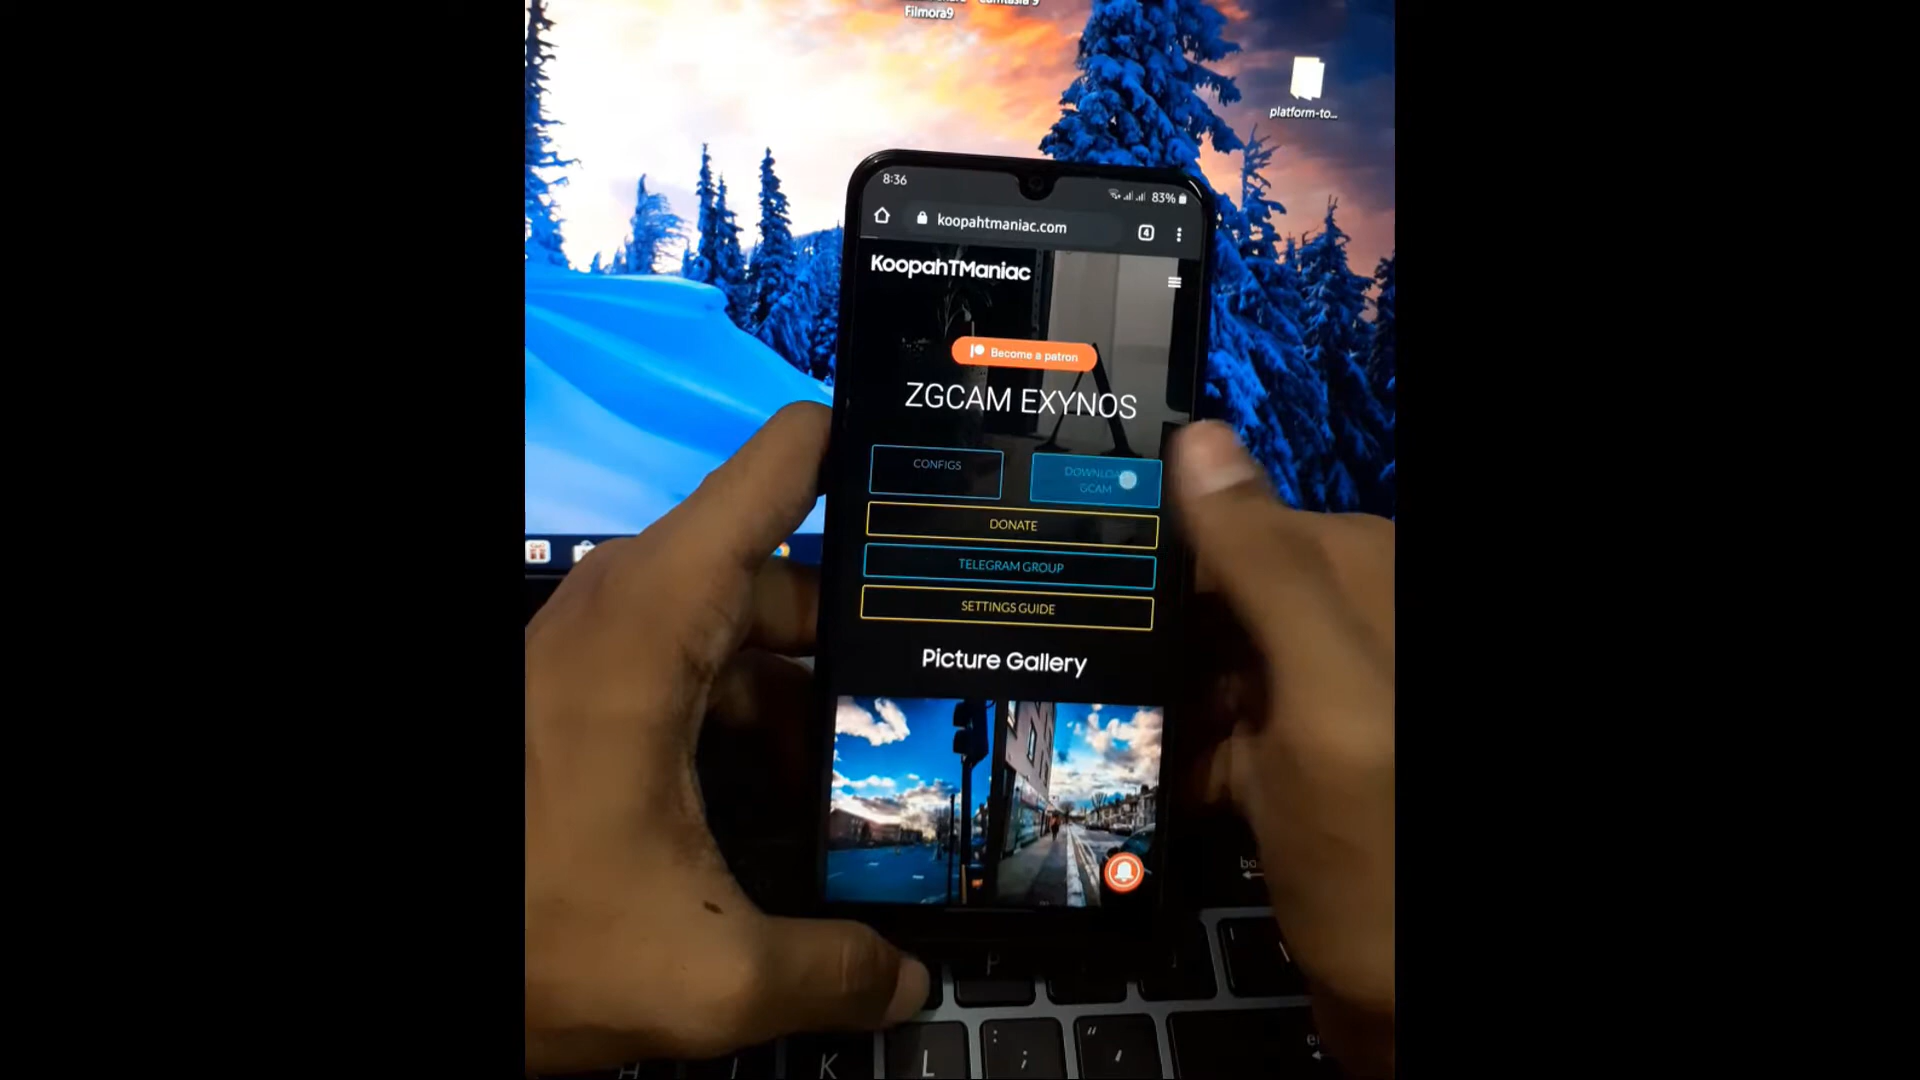 Filmora9
platform-to...
8:36
83%
koopahtmaniac.com
4
KoopahTManiac
Become a patron
ZGCAM EXYNOS
CONFIGS
DOWNLOAD
GCAM
DONATE
TELEGRAM GROUP
SETTINGS GUIDE
Picture Gallery
P
K
L
:
;
"
'